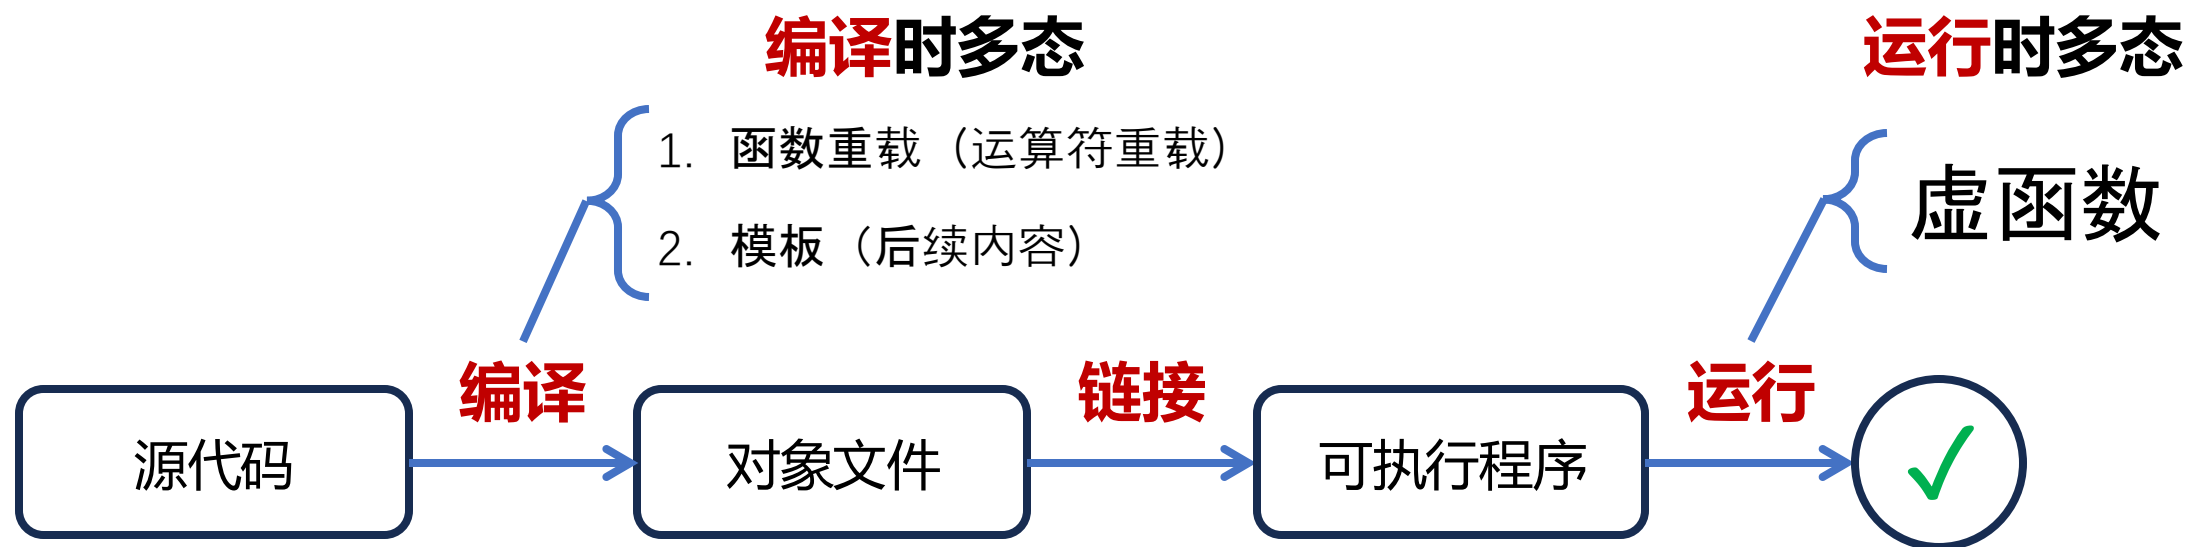 编译时多态
运行时多态
1. 函数重载（运算符重载）
2. 模板（后续内容）
虚函数
编译
链接
运行
源代码
对象文件
可执行程序